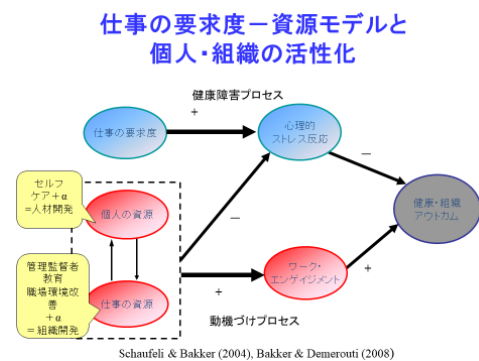 仕事の要求度－資源モデルと
個人・組織の活性化
健康障害プロセス
+
仕事の要求度
心理的
ストレス反応
－
セルフ
ケア＋α
＝人材開発
個人の資源
－
健康・組織
アウトカム
管理監督者
教育
職場環境改
善
＋α
＝組織開発
仕事の資源
+
ワーク・
エンゲイジメント
+
動機づけプロセス
Schaufeli & Bakker (2004), Bakker & Demerouti (2008)